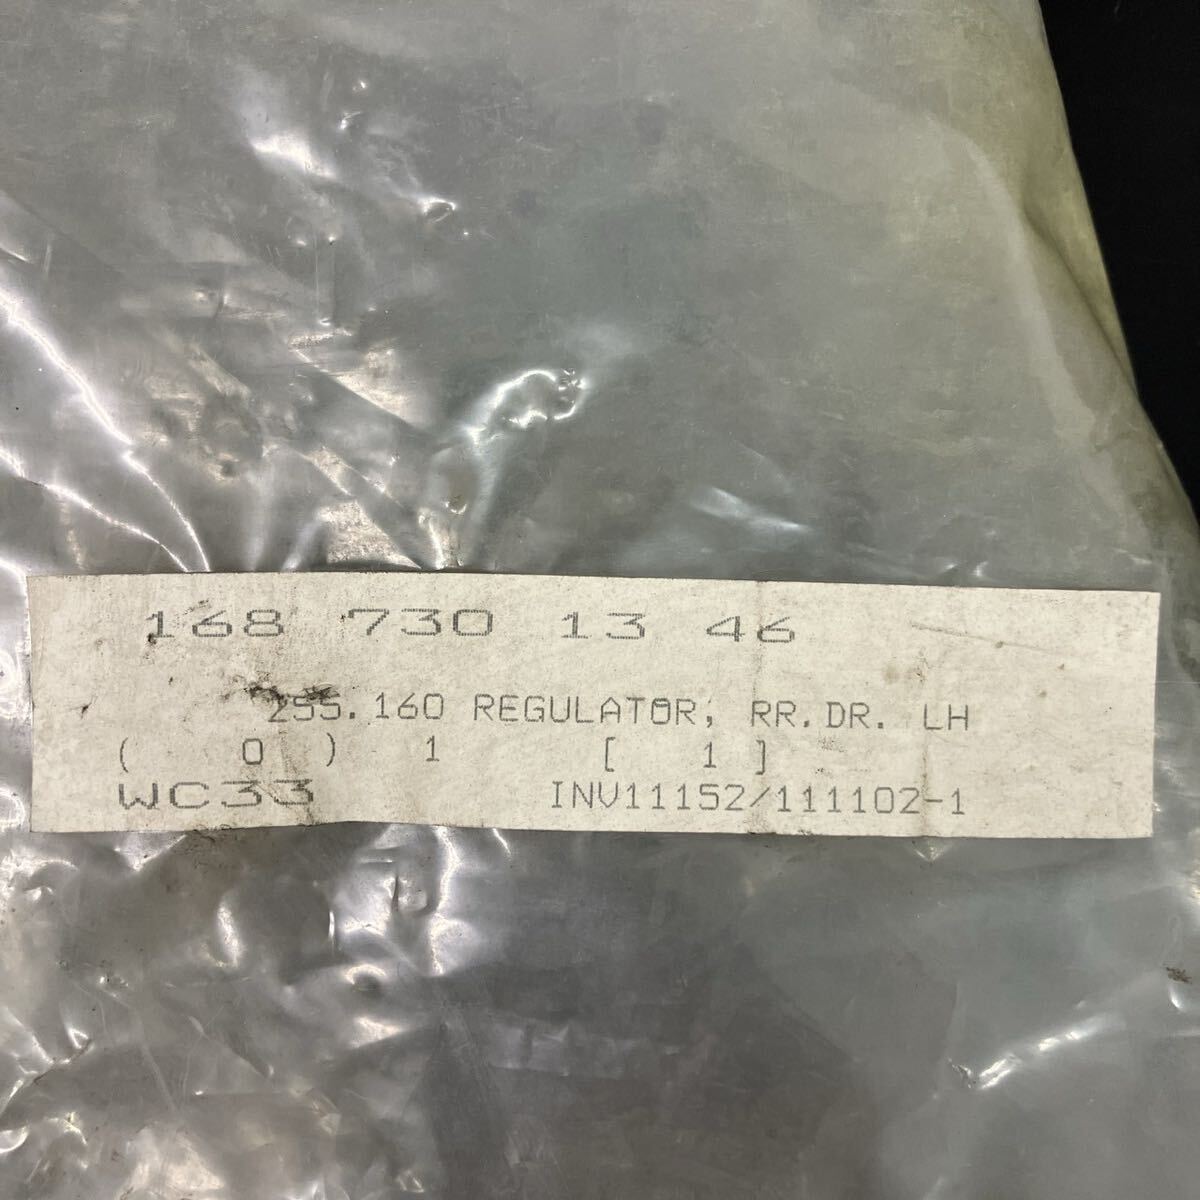 168 730 13 46
255.160 REGULATOR, RR.DR. LH
( 0 ) 1 [ 1 ]
WC33 INV11152/111102-1